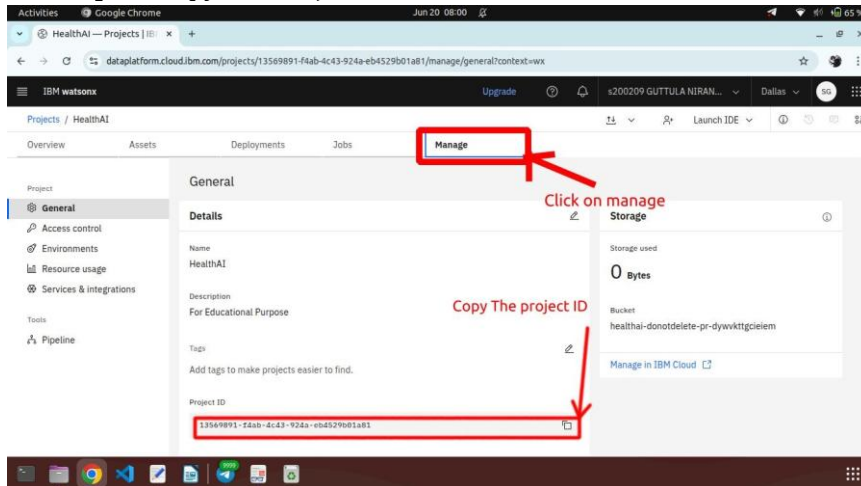 Activities Google Chrome Jun 20 08:00 65 %
HealthAI — Projects | IB
dataplatform.cloud.ibm.com/projects/13569891-f4ab-4c43-924a-eb4529b01a81/manage/general?context=wx
IBM watsonx Upgrade s200209 GUTTULA NIRAN... Dallas SG
Projects / HealthAI Launch IDE
Overview Assets Deployments Jobs Manage
Click on manage
Project
General
Access control
Environments
Resource usage
Services & integrations
Tools
Pipeline
General
Details
Name
HealthAI
Description
For Educational Purpose
Tags
Add tags to make projects easier to find.
Project ID
13569891-f4ab-4c43-924a-eb4529b01a81
Copy The project ID
Storage
Storage used
0 Bytes
Bucket
healthai-donotdelete-pr-dywvkttgcieiem
Manage in IBM Cloud